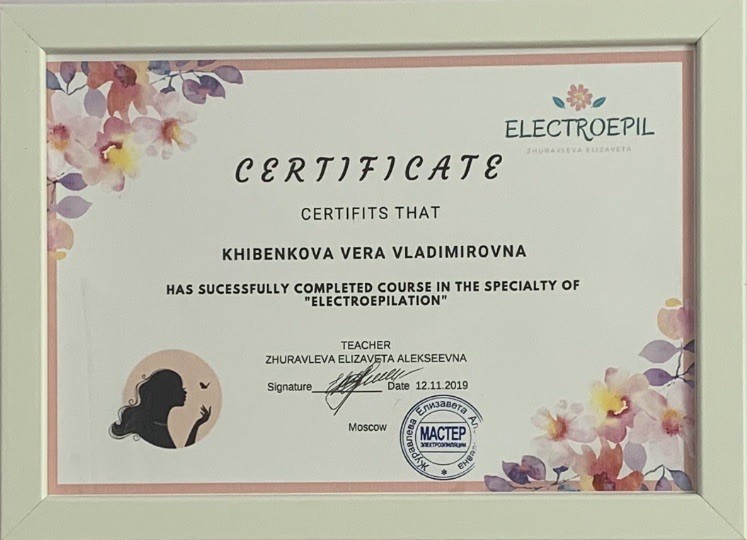 ELECTROEPIL
ZHURAVLEVA ELIZAVETA
CERTIFICATE
CERTIFITS THAT
KHIBENKOVA VERA VLADIMIROVNA
HAS SUCESSFULLY COMPLETED COURSE IN THE SPECIALTY OF
"ELECTROEPILATION"
TEACHER
ZHURAVLEVA ELIZAVETA ALEKSEEVNA
Signature Date 12.11.2019
Moscow
Журавлева Елизавета
МАСТЕР
ЭЛЕКТРОЭПИЛЯЦИИ